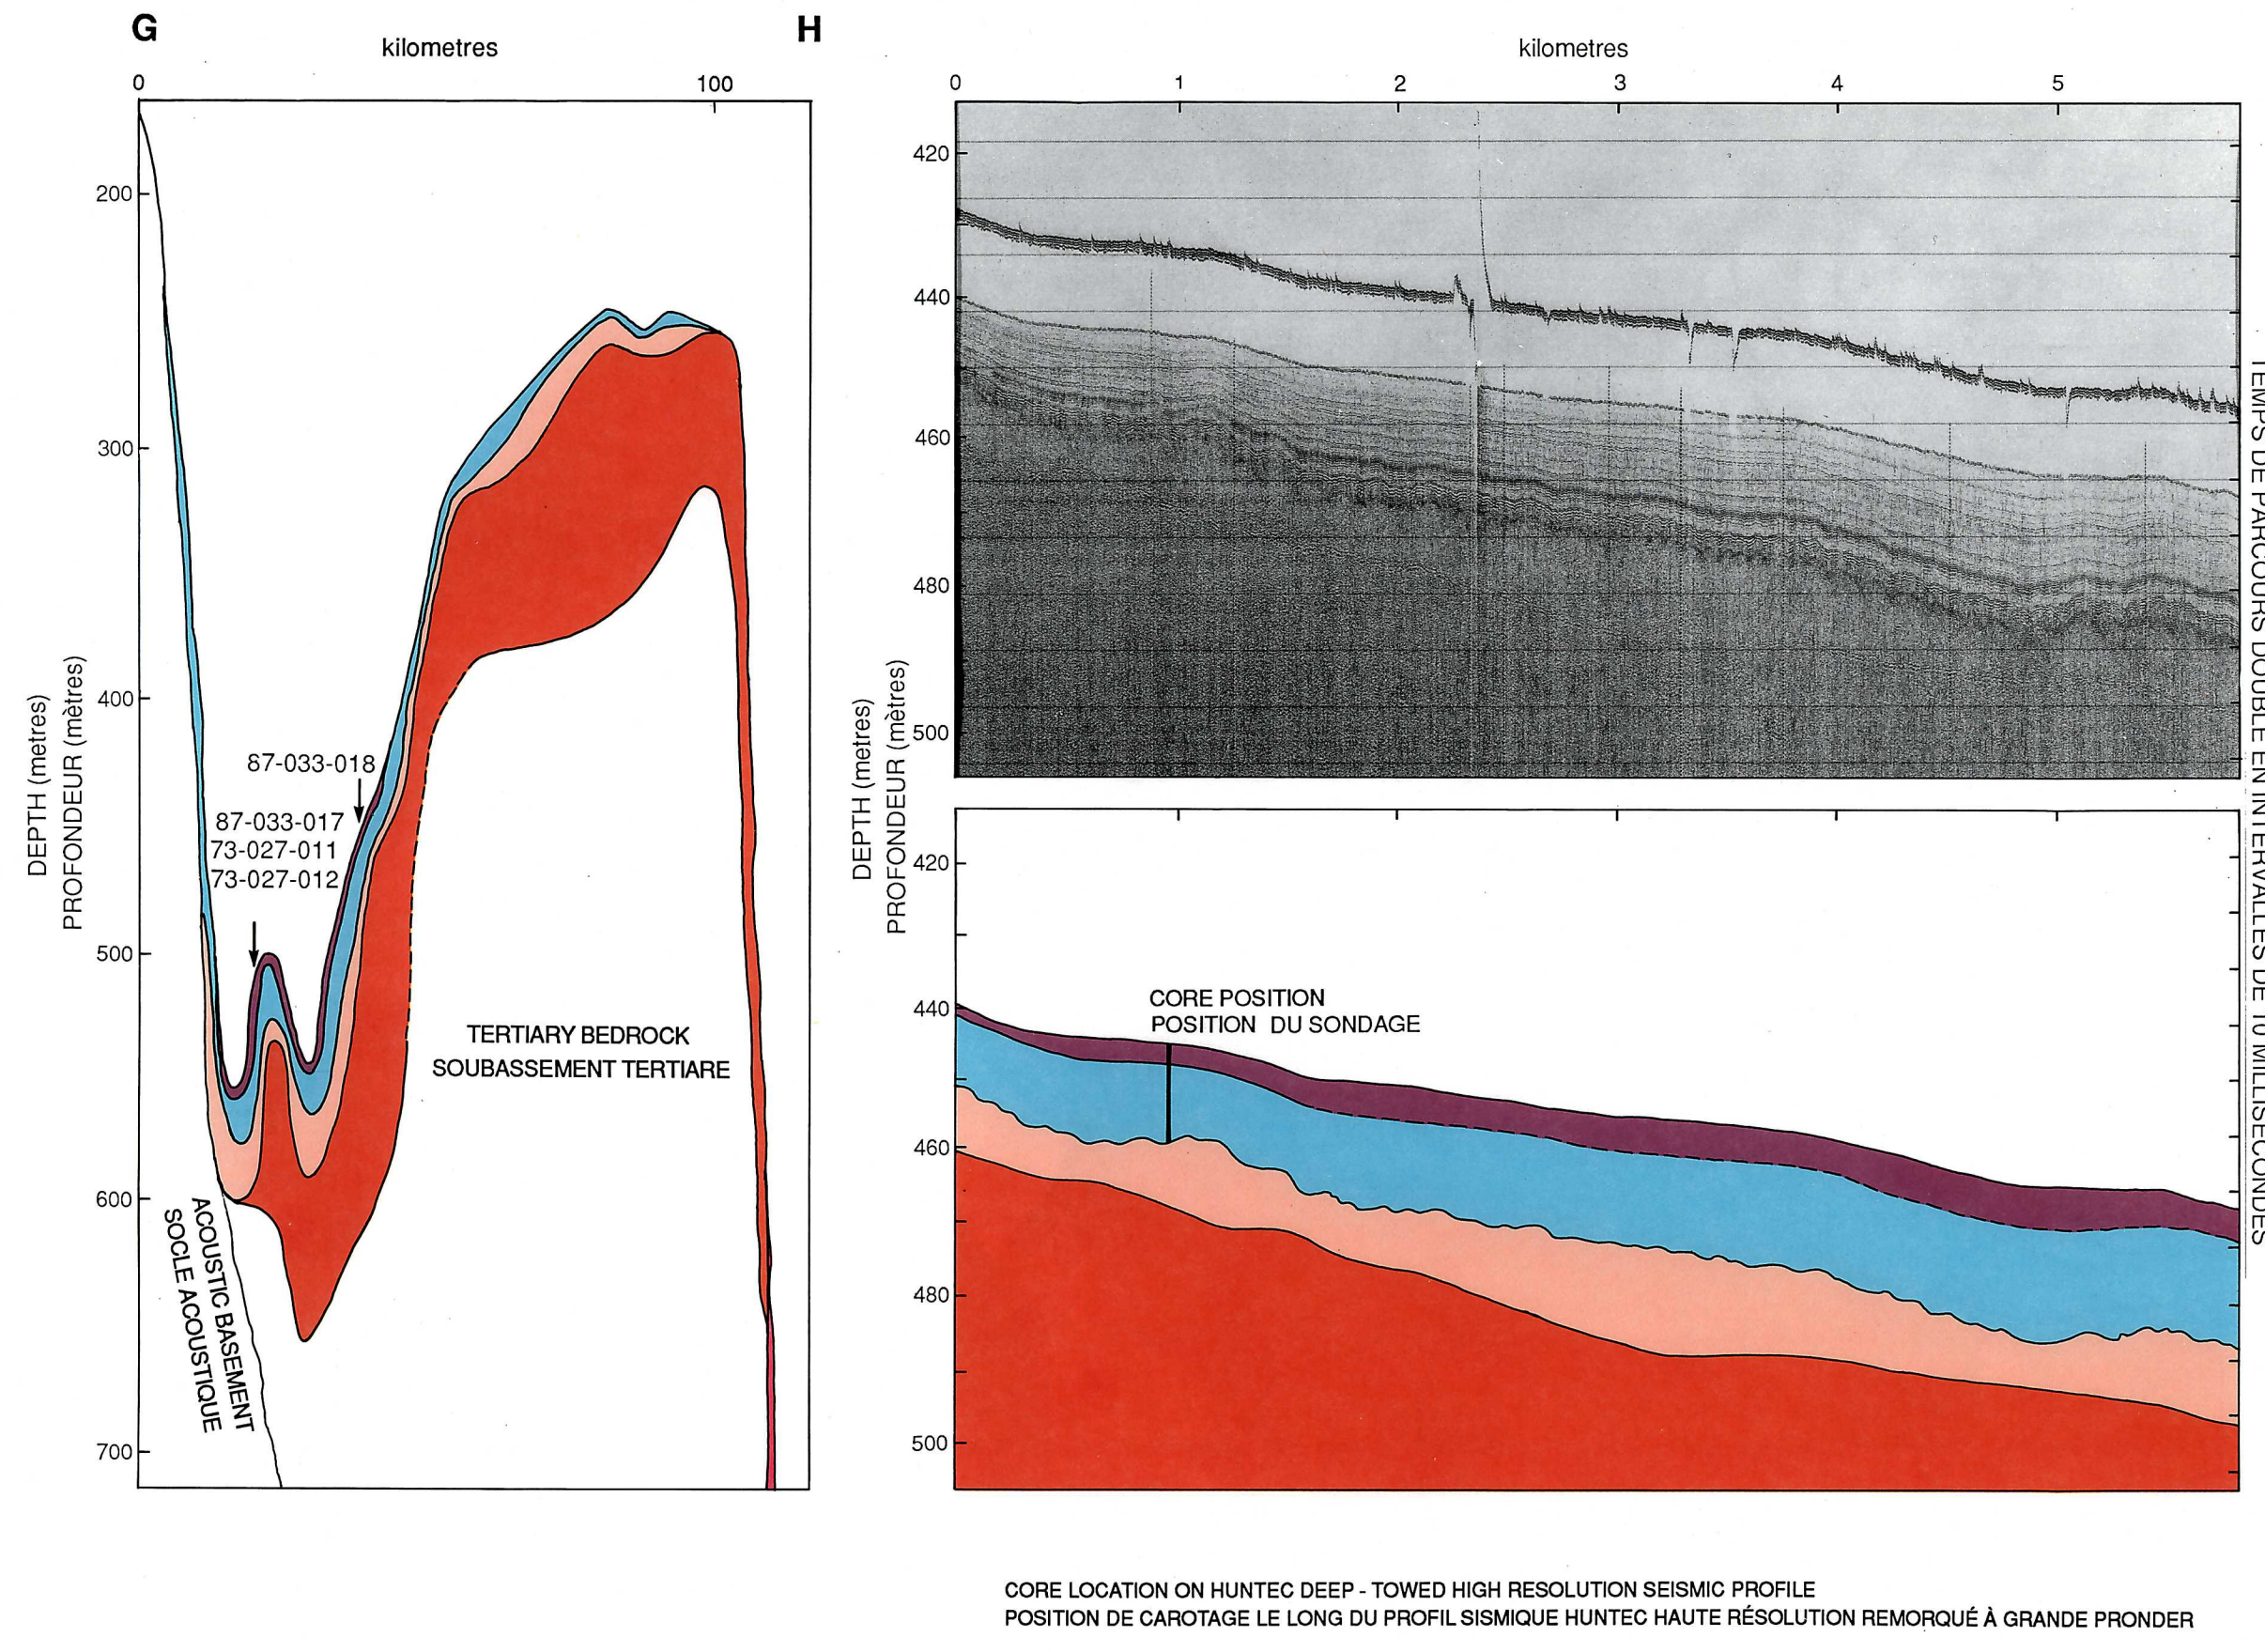 G
H
kilometres
0
100
200
300
400
500
600
700
DEPTH (metres)
PROFONDEUR (mètres)
87-033-018
87-033-017
73-027-011
73-027-012
TERTIARY BEDROCK
SOUBASSEMENT TERTIARE
ACOUSTIC BASEMENT
SOCLE ACOUSTIQUE
kilometres
0
1
2
3
4
5
420
440
460
480
500
DEPTH (metres)
PROFONDEUR (mètres)
420
440
460
480
500
CORE POSITION
POSITION DU SONDAGE
TEMPS DE PARCOURS DOUBLE EN INTERVALLES DE 10 MILLISECONDES
CORE LOCATION ON HUNTEC DEEP - TOWED HIGH RESOLUTION SEISMIC PROFILE
POSITION DE CAROTAGE LE LONG DU PROFIL SISMIQUE HUNTEC HAUTE RÉSOLUTION REMORQUÉ À GRANDE PRONDER